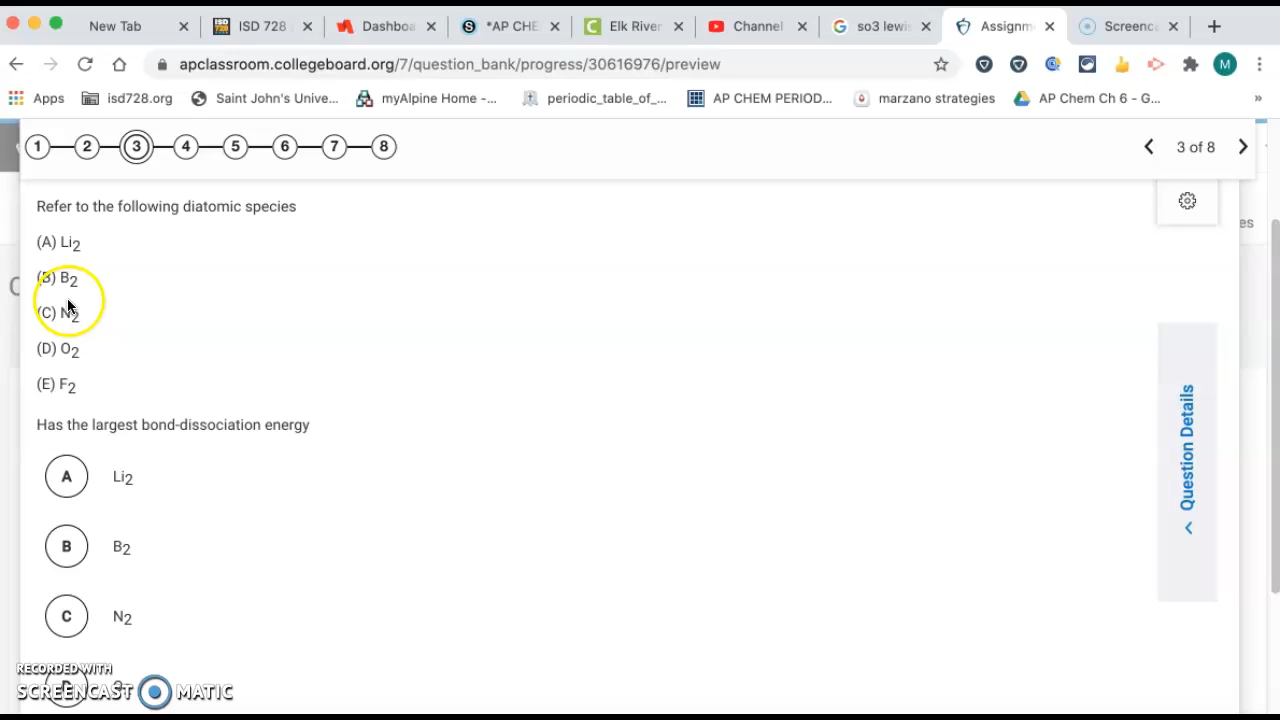 New Tab
ISD 728
Dashboa
*AP CHE
Elk River
Channel
so3 lewis
Assignm
Screenc
apclassroom.collegeboard.org/7/question_bank/progress/30616976/preview
M
Apps
isd728.org
Saint John's Unive...
myAlpine Home -...
periodic_table_of_...
AP CHEM PERIOD...
marzano strategies
AP Chem Ch 6 - G...
»
1 2 3 4 5 6 7 8
3 of 8
Refer to the following diatomic species
(A) Li2
(B) B2
(C) N2
(D) O2
(E) F2
Has the largest bond-dissociation energy
A Li2
B B2
C N2
Question Details
es
RECORDED WITH
SCREENCAST MATIC